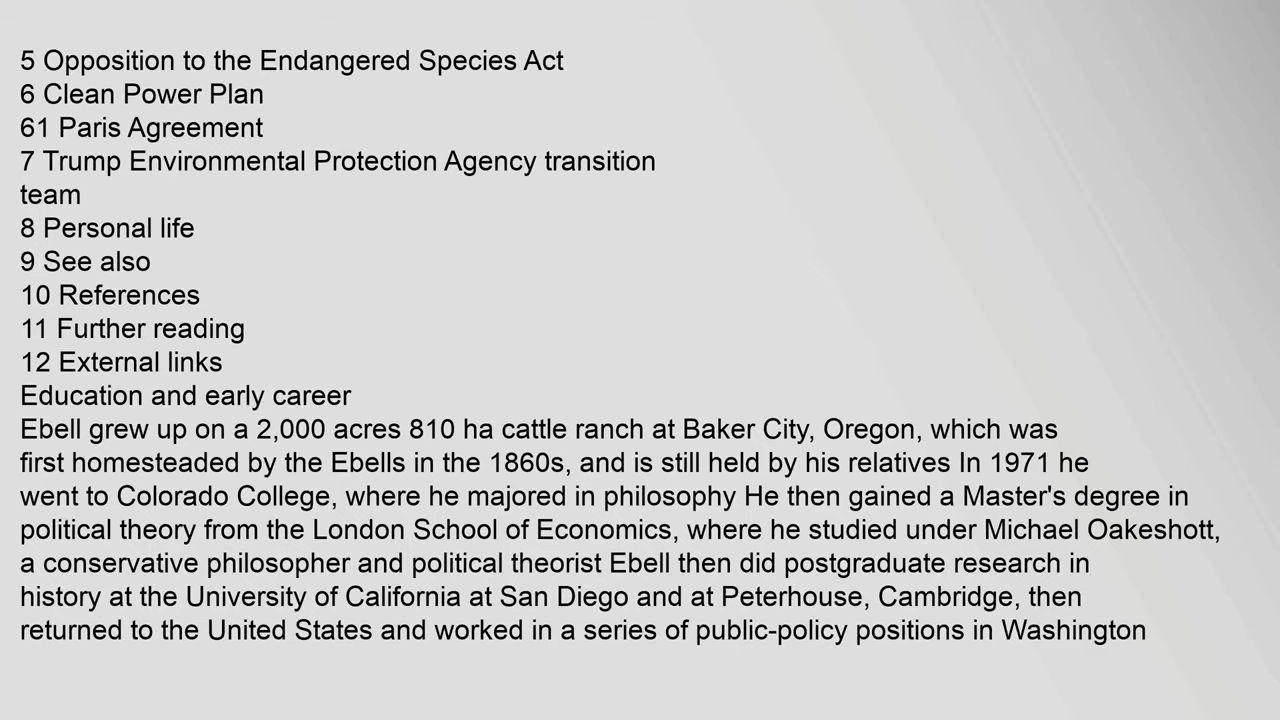 5 Opposition to the Endangered Species Act
6 Clean Power Plan
61 Paris Agreement
7 Trump Environmental Protection Agency transition
team
8 Personal life
9 See also
10 References
11 Further reading
12 External links
Education and early career
Ebell grew up on a 2,000 acres 810 ha cattle ranch at Baker City, Oregon, which was
first homesteaded by the Ebells in the 1860s, and is still held by his relatives In 1971 he
went to Colorado College, where he majored in philosophy He then gained a Master's degree in
political theory from the London School of Economics, where he studied under Michael Oakeshott,
a conservative philosopher and political theorist Ebell then did postgraduate research in
history at the University of California at San Diego and at Peterhouse, Cambridge, then
returned to the United States and worked in a series of public-policy positions in Washington